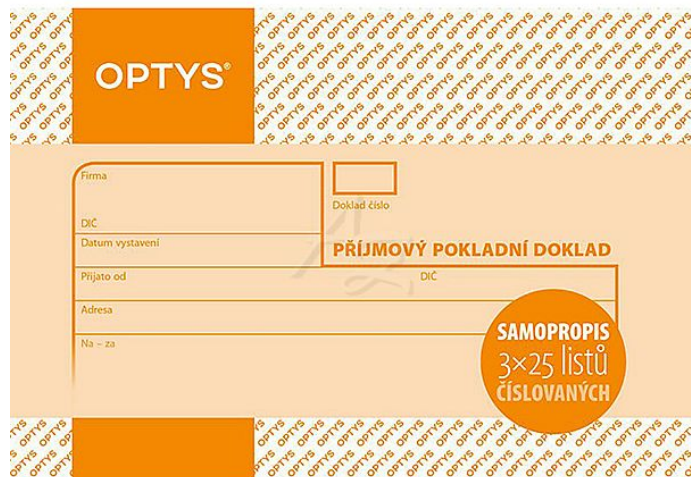 OPTYS®
Firma
Doklad číslo
DIČ
Datum vystavení
PŘÍJMOVÝ POKLADNÍ DOKLAD
Přijato od DIČ
Adresa
Na – za
SAMOPROPIS
3×25 listů
ČÍSLOVANÝCH